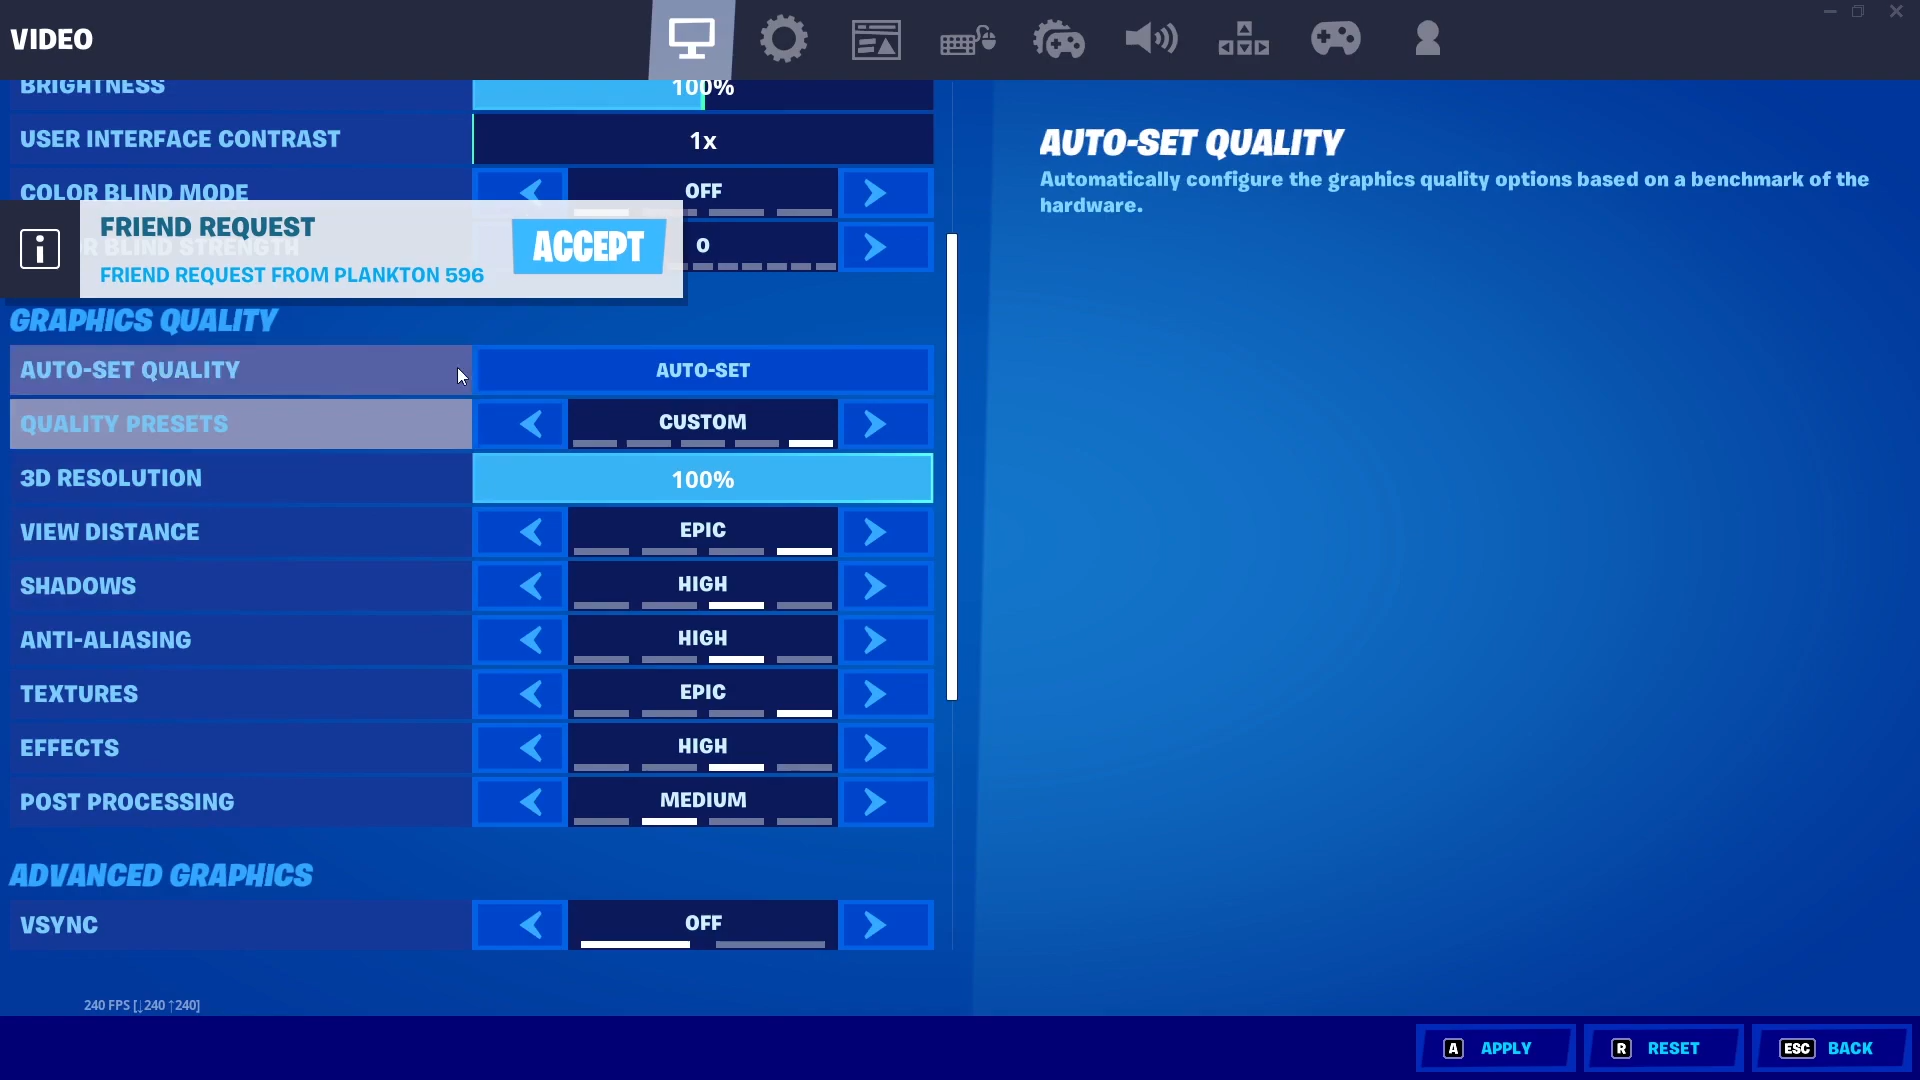 VIDEO
BRIGHTNESS
100%
USER INTERFACE CONTRAST
1x
COLOR BLIND MODE
OFF
R BLIND STRENGTH
0
FRIEND REQUEST
FRIEND REQUEST FROM PLANKTON 596
ACCEPT
GRAPHICS QUALITY
AUTO-SET QUALITY
AUTO-SET
QUALITY PRESETS
CUSTOM
3D RESOLUTION
100%
VIEW DISTANCE
EPIC
SHADOWS
HIGH
ANTI-ALIASING
HIGH
TEXTURES
EPIC
EFFECTS
HIGH
POST PROCESSING
MEDIUM
ADVANCED GRAPHICS
VSYNC
OFF
240 FPS [↓240 ↑240]
AUTO-SET QUALITY
Automatically configure the graphics quality options based on a benchmark of the
hardware.
A APPLY
R RESET
ESC BACK